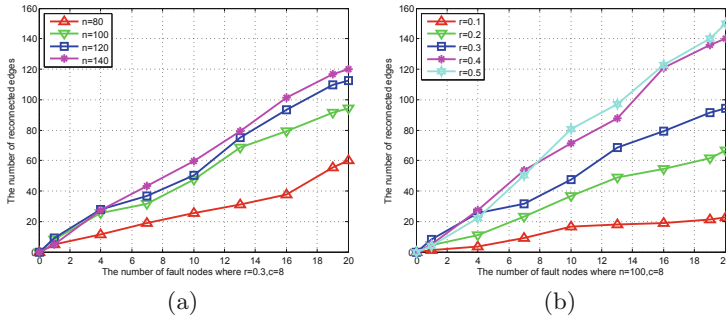 160
140
120
100
80
60
40
20
0
The number of reconnected edges
n=80
n=100
n=120
n=140
0 2 4 6 8 10 12 14 16 18 20
The number of fault nodes where r=0.3,c=8
(a)
160
140
120
100
80
60
40
20
0
The number of reconnected edges
r=0.1
r=0.2
r=0.3
r=0.4
r=0.5
0 2 4 6 8 10 12 14 16 18 20
The number of fault nodes where n=100,c=8
(b)